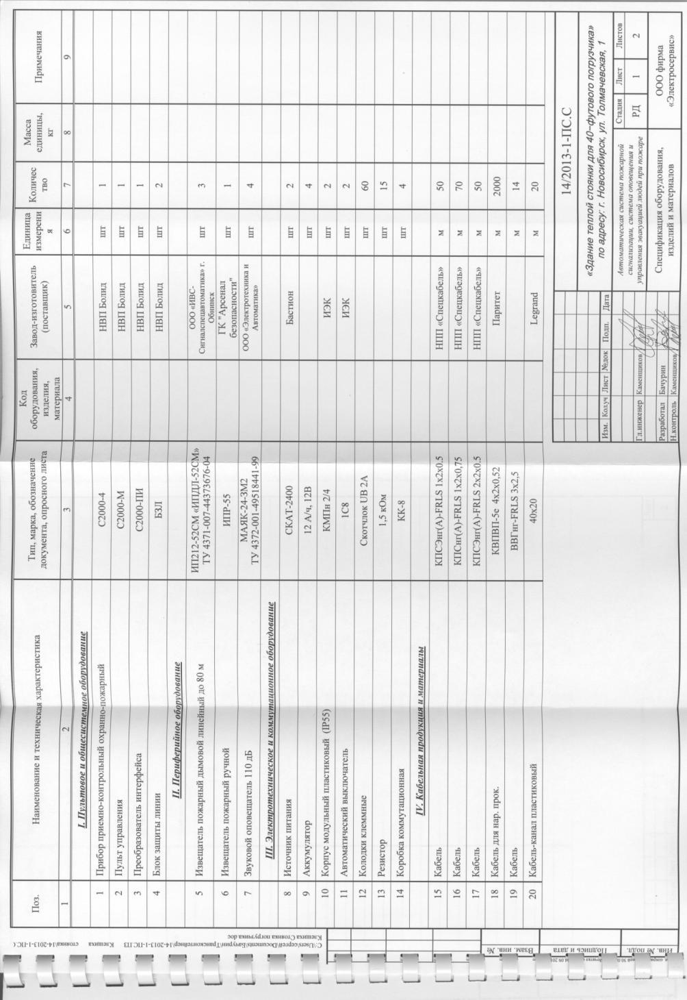 Поз. Наименование и техническая характеристика Тип, марка, обозначение документа, опросного листа Код оборудования, изделия, материала Завод-изготовитель (поставщик) Единица измерения Количество Масса единицы, кг Примечания
1 2 3 4 5 6 7 8 9
I. Пультовое и общесистемное оборудование
1 Прибор приемно-контрольный охранно-пожарный С2000-4 НВП Болид шт 1
2 Пульт управления С2000-М НВП Болид шт 1
3 Преобразователь интерфейса С2000-ПИ НВП Болид шт 1
4 Блок защиты линии БЗЛ НВП Болид шт 2
II. Периферийное оборудование
5 Извещатель пожарный дымовой линейный до 80 м ИП212-52СМ «ИПДЛ-52СМ» ТУ 4371-007-44373676-04 ООО «ИВС-Сигналспецавтоматика» г. Обнинск шт 3
6 Извещатель пожарный ручной ИПР-55 ГК "Арсенал безопасности" шт 1
7 Звуковой оповещатель 110 дБ МАЯК-24-3М2 ТУ 4372-001-49518441-99 ООО «Электротехника и Автоматика» шт 4
III. Электротехническое и коммутационное оборудование
8 Источник питания СКАТ-2400 Бастион шт 2
9 Аккумулятор 12 А/ч, 12В шт 4
10 Корпус модульный пластиковый (IP55) КМПн 2/4 ИЭК шт 2
11 Автоматический выключатель 1С8 ИЭК шт 2
12 Колодки клеммные Скотчлок UB 2A шт 60
13 Резистор 1,5 кОм шт 15
14 Коробка коммутационная КК-8 шт 4
IV. Кабельная продукция и материалы
15 Кабель КПСЭнг(А)-FRLS 1x2x0.5 НПП «Спецкабель» м 50
16 Кабель КПСнг(А)-FRLS 1x2x0,75 НПП «Спецкабель» м 70
17 Кабель КПСЭнг(А)-FRLS 2x2x0.5 НПП «Спецкабель» м 50
18 Кабель для нар. прок. КВПВП-5е 4х2х0,52 Паритет м 2000
19 Кабель ВВГнг-FRLS 3x2,5 м 14
20 Кабель-канал пластиковый 40х20 Legrand м 20
14/2013-1-ПС.С
«Здание теплой стоянки для 40-футового погрузчика»
по адресу: г. Новосибирск, ул. Толмачевская, 1
Изм. Кол.уч Лист №док Подп. Дата
Гл.инженер Каменщиков
Разработал Бачурин
Н.контроль Каменщиков
Автоматическая система пожарной
сигнализации, система оповещения и
управления эвакуацией людей при пожаре
Стадия Лист Листов
РД 1 2
Спецификация оборудования,
изделий и материалов
ООО фирма
«Электросервис»
C:\Users\сергей\Documents\Бачурин\Трансконтейнер\14-2013-1-ПС ПЗ Клещиха стоянка\14-2013-1-ПС (
Клещиха Стоянка погрузчика doc
Взам. инв. №
Подпись и дата
Инв. № подл.